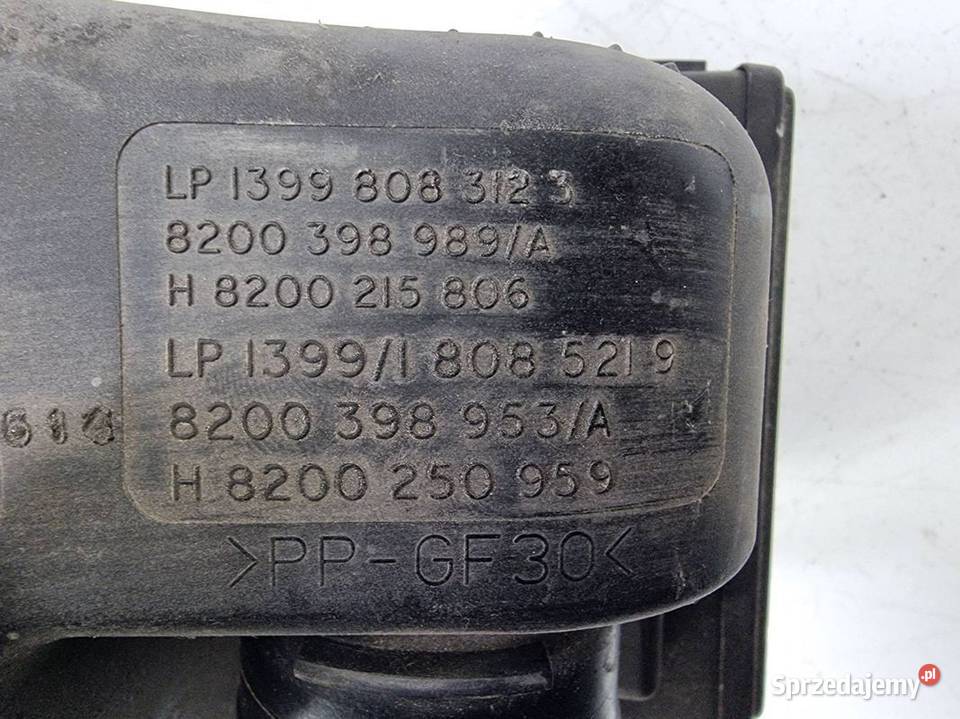 LP 1399 808 312 3
8200 398 989/A
H 8200 215 806
LP 1399/1 808 521 9
8200 398 953/A
H 8200 250 959
>PP-GF30<
Sprzedajemy.pl